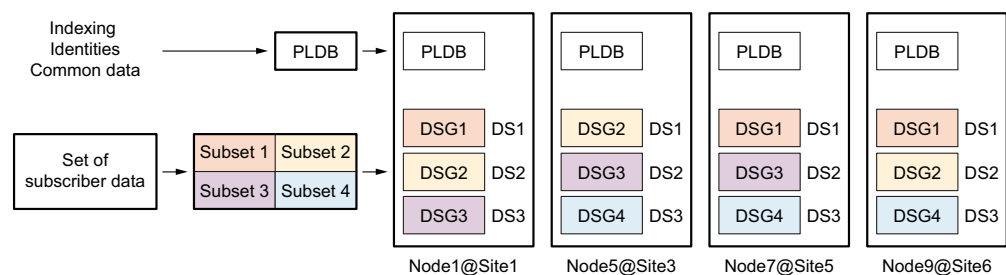 Indexing
Identities
Common data
PLDB
PLDB
PLDB
PLDB
PLDB
Set of
subscriber data
Subset 1
Subset 2
Subset 3
Subset 4
DSG1
DS1
DSG2
DS2
DSG3
DS3
DSG2
DS1
DSG3
DS2
DSG4
DS3
DSG1
DS1
DSG3
DS2
DSG4
DS3
DSG1
DS1
DSG2
DS2
DSG4
DS3
Node1@Site1
Node5@Site3
Node7@Site5
Node9@Site6